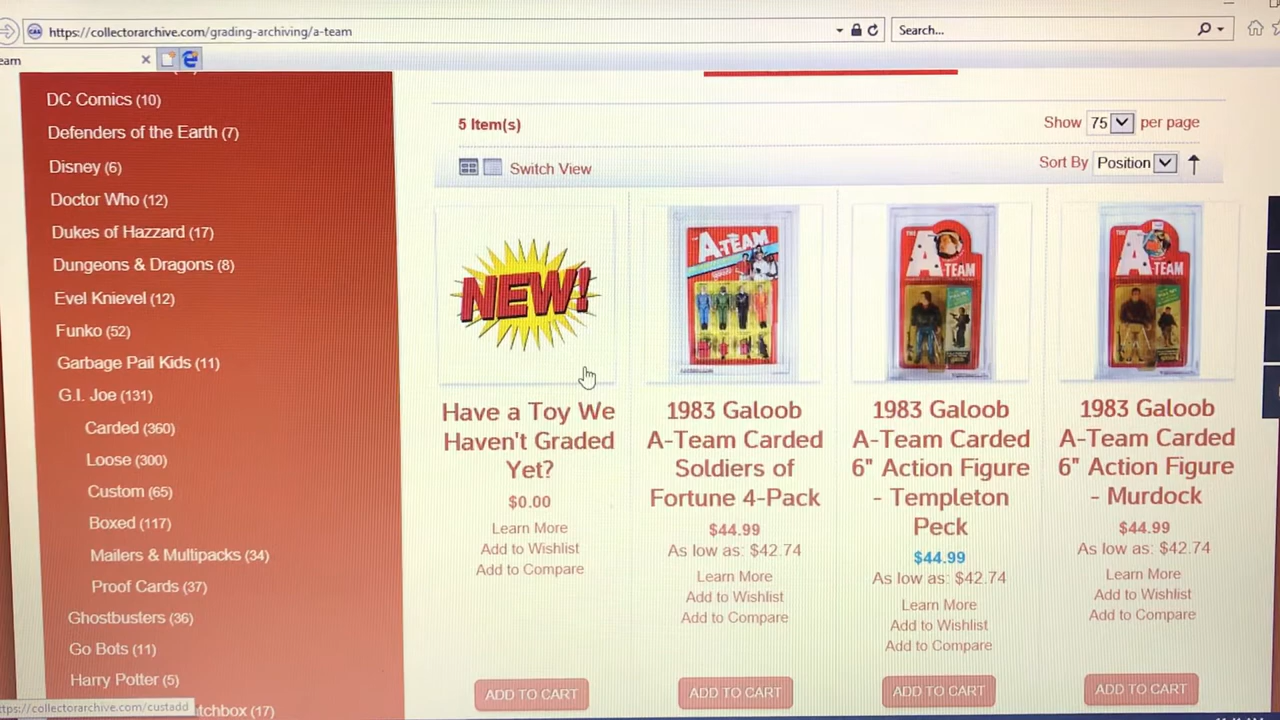 https://collectorarchive.com/grading-archiving/a-team
Search...
eam
DC Comics (10)
Defenders of the Earth (7)
Disney (6)
Doctor Who (12)
Dukes of Hazzard (17)
Dungeons & Dragons (8)
Evel Knievel (12)
Funko (52)
Garbage Pail Kids (11)
G.I. Joe (131)
Carded (360)
Loose (300)
Custom (65)
Boxed (117)
Mailers & Multipacks (34)
Proof Cards (37)
Ghostbusters (36)
Go Bots (11)
Harry Potter (5)
tchbox (17)
ttps://collectorarchive.com/custadd
5 Item(s)
Show 75 per page
Switch View
Sort By Position
NEW!
Have a Toy We
Haven't Graded
Yet?
$0.00
Learn More
Add to Wishlist
Add to Compare
ADD TO CART
A-TEAM
1983 Galoob
A-Team Carded
Soldiers of
Fortune 4-Pack
$44.99
As low as: $42.74
Learn More
Add to Wishlist
Add to Compare
ADD TO CART
THE
A
TEAM
1983 Galoob
A-Team Carded
6" Action Figure
- Templeton
Peck
$44.99
As low as: $42.74
Learn More
Add to Wishlist
Add to Compare
ADD TO CART
THE
A
TEAM
1983 Galoob
A-Team Carded
6" Action Figure
- Murdock
$44.99
As low as: $42.74
Learn More
Add to Wishlist
Add to Compare
ADD TO CART